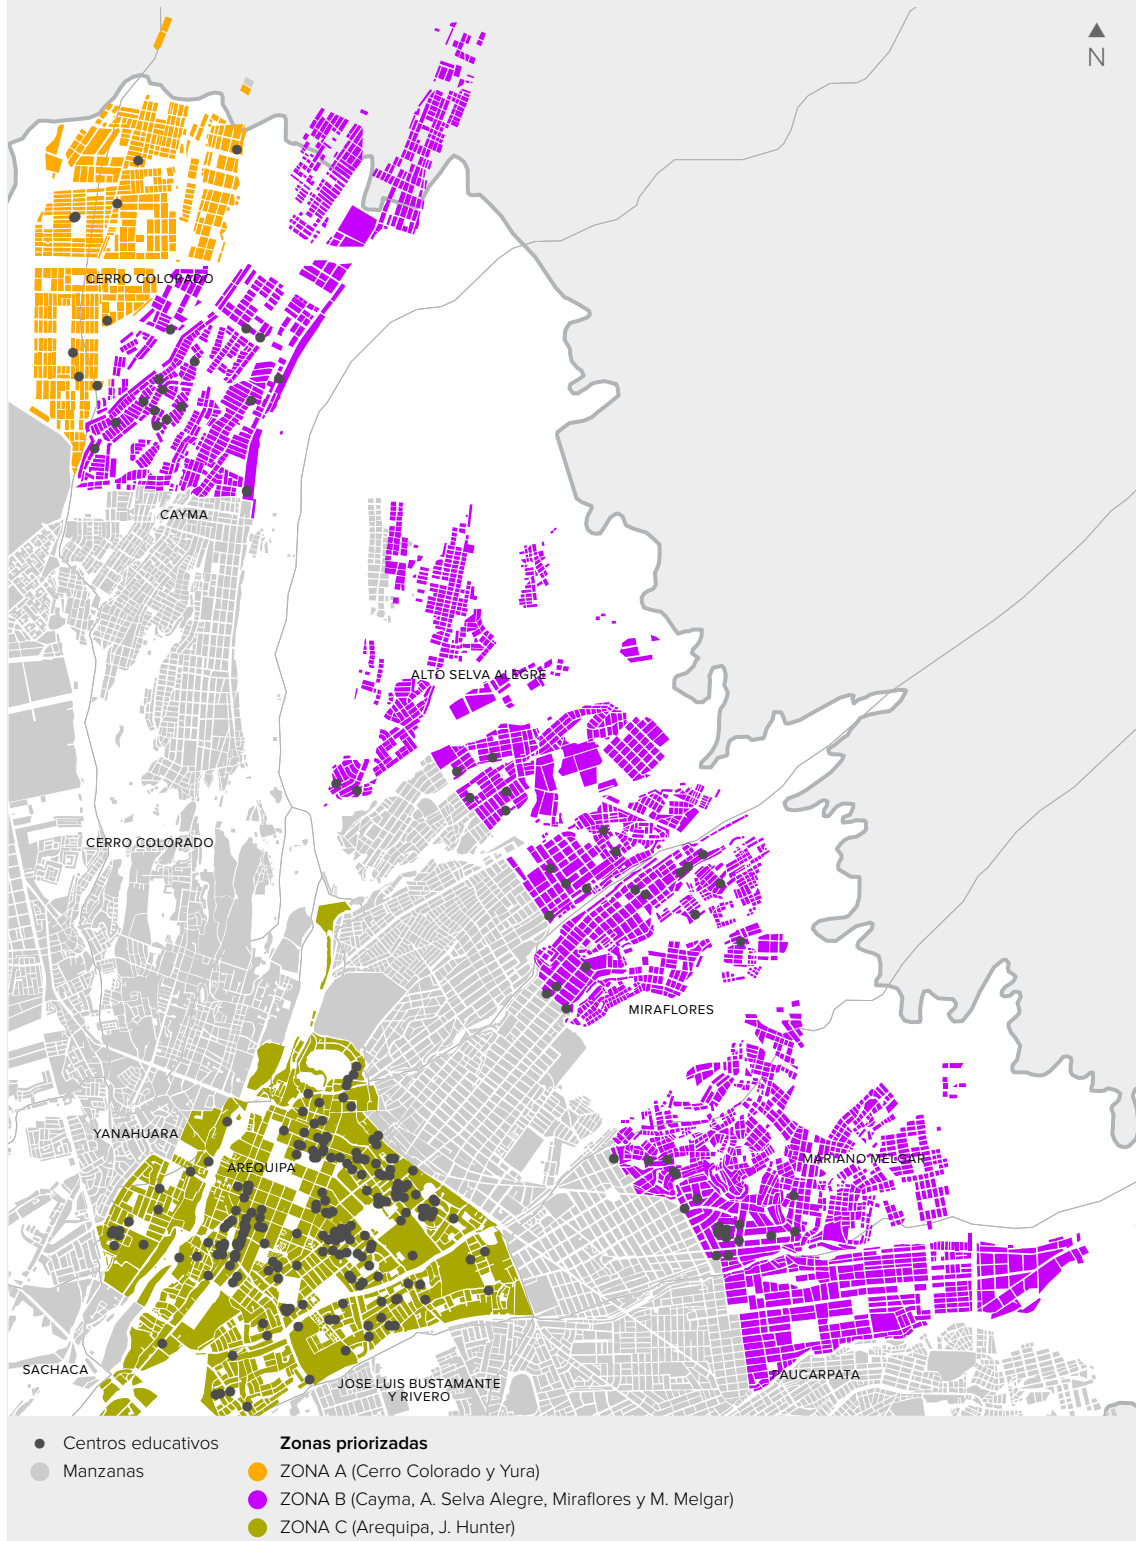 N
CERRO COLORADO
CAYMA
ALTO SELVA ALEGRE
CERRO COLORADO
MIRAFLORES
YANAHUARA
AREQUIPA
MARIANO MELGAR
SACHACA
JOSE LUIS BUSTAMANTE
Y RIVERO
PAUCARPATA
Centros educativos
Manzanas
Zonas priorizadas
ZONA A (Cerro Colorado y Yura)
ZONA B (Cayma, A. Selva Alegre, Miraflores y M. Melgar)
ZONA C (Arequipa, J. Hunter)